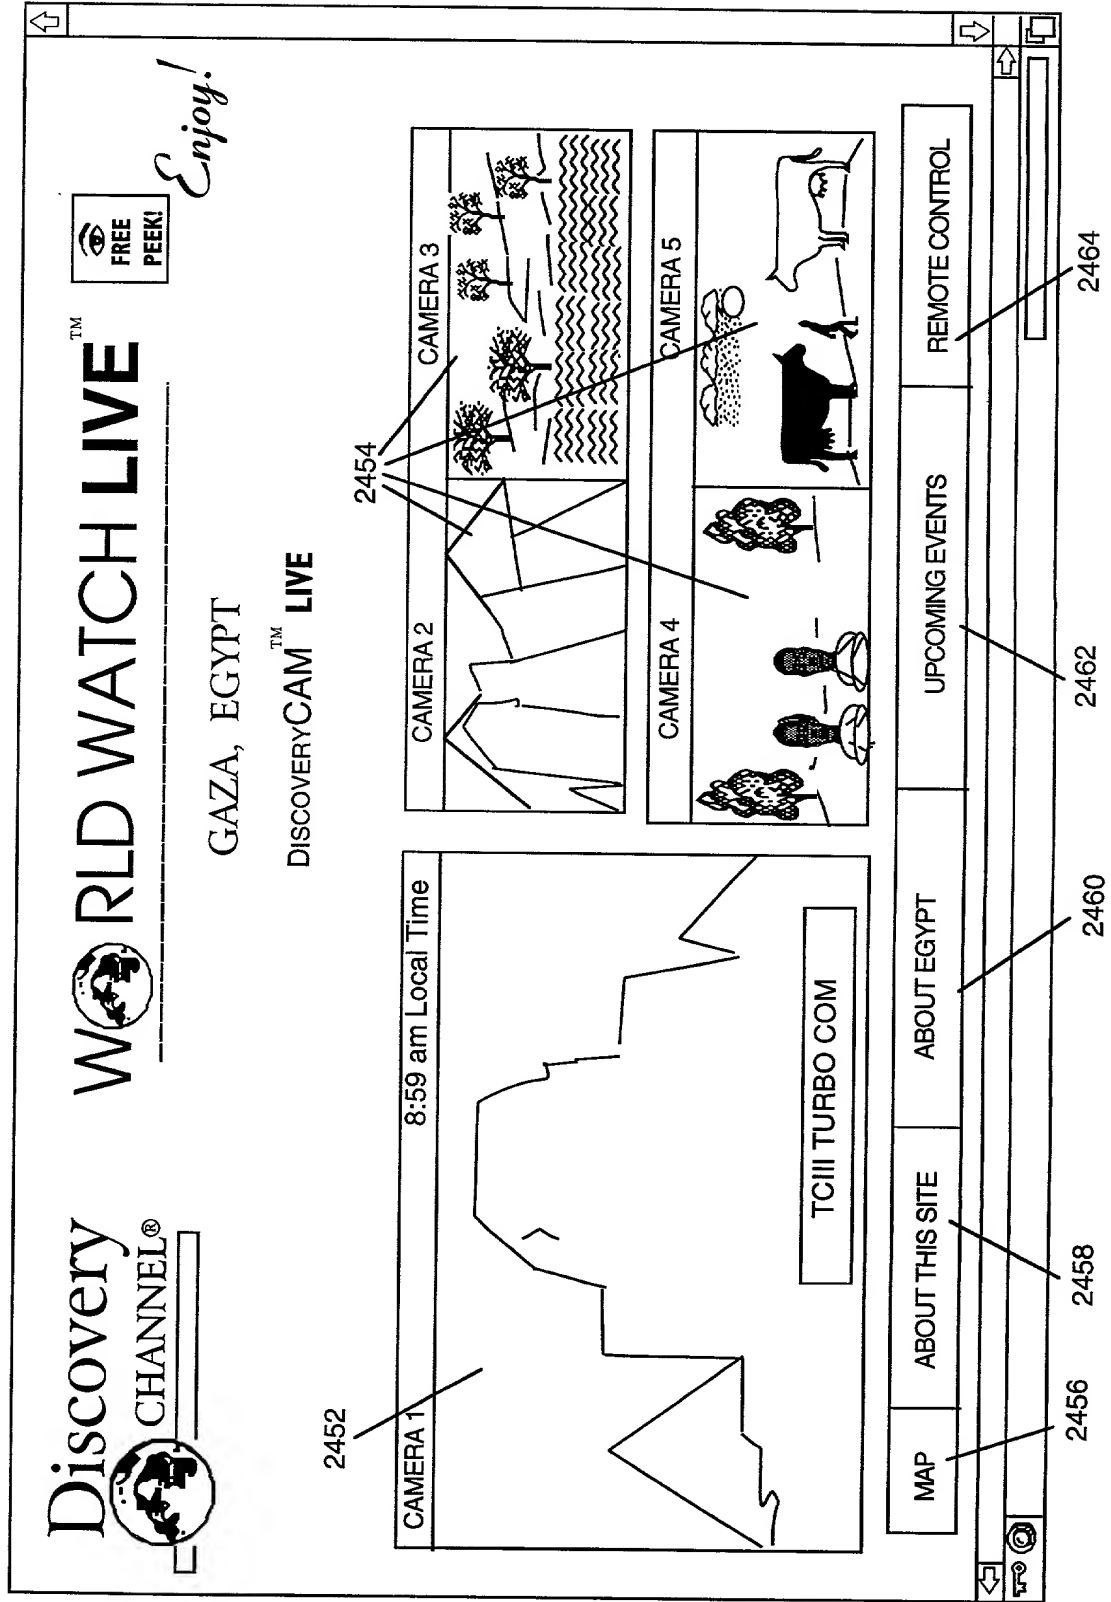 Discovery
CHANNEL®
WORLD WATCH LIVE™
FREE
PEEK!
Enjoy!
GAZA, EGYPT
DISCOVERYCAM™ LIVE
2452
2454
CAMERA 1 8:59 am Local Time
CAMERA 2 CAMERA 3
CAMERA 4 CAMERA 5
TCIII TURBO COM
MAP ABOUT THIS SITE ABOUT EGYPT UPCOMING EVENTS REMOTE CONTROL
2456 2458 2460 2462 2464